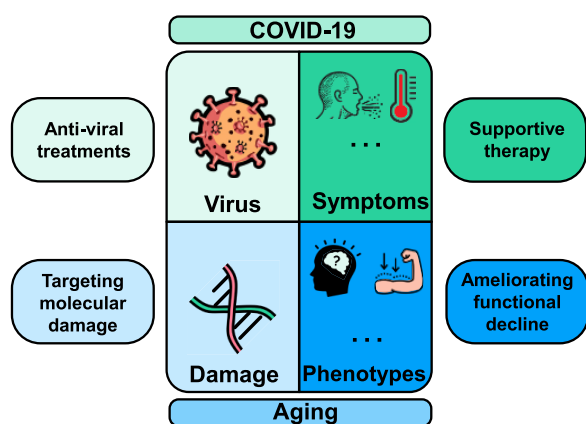 COVID-19
Anti-viral
treatments
Virus
...
Symptoms
Supportive
therapy
Targeting
molecular
damage
Damage
?
...
Phenotypes
Ameliorating
functional
decline
Aging